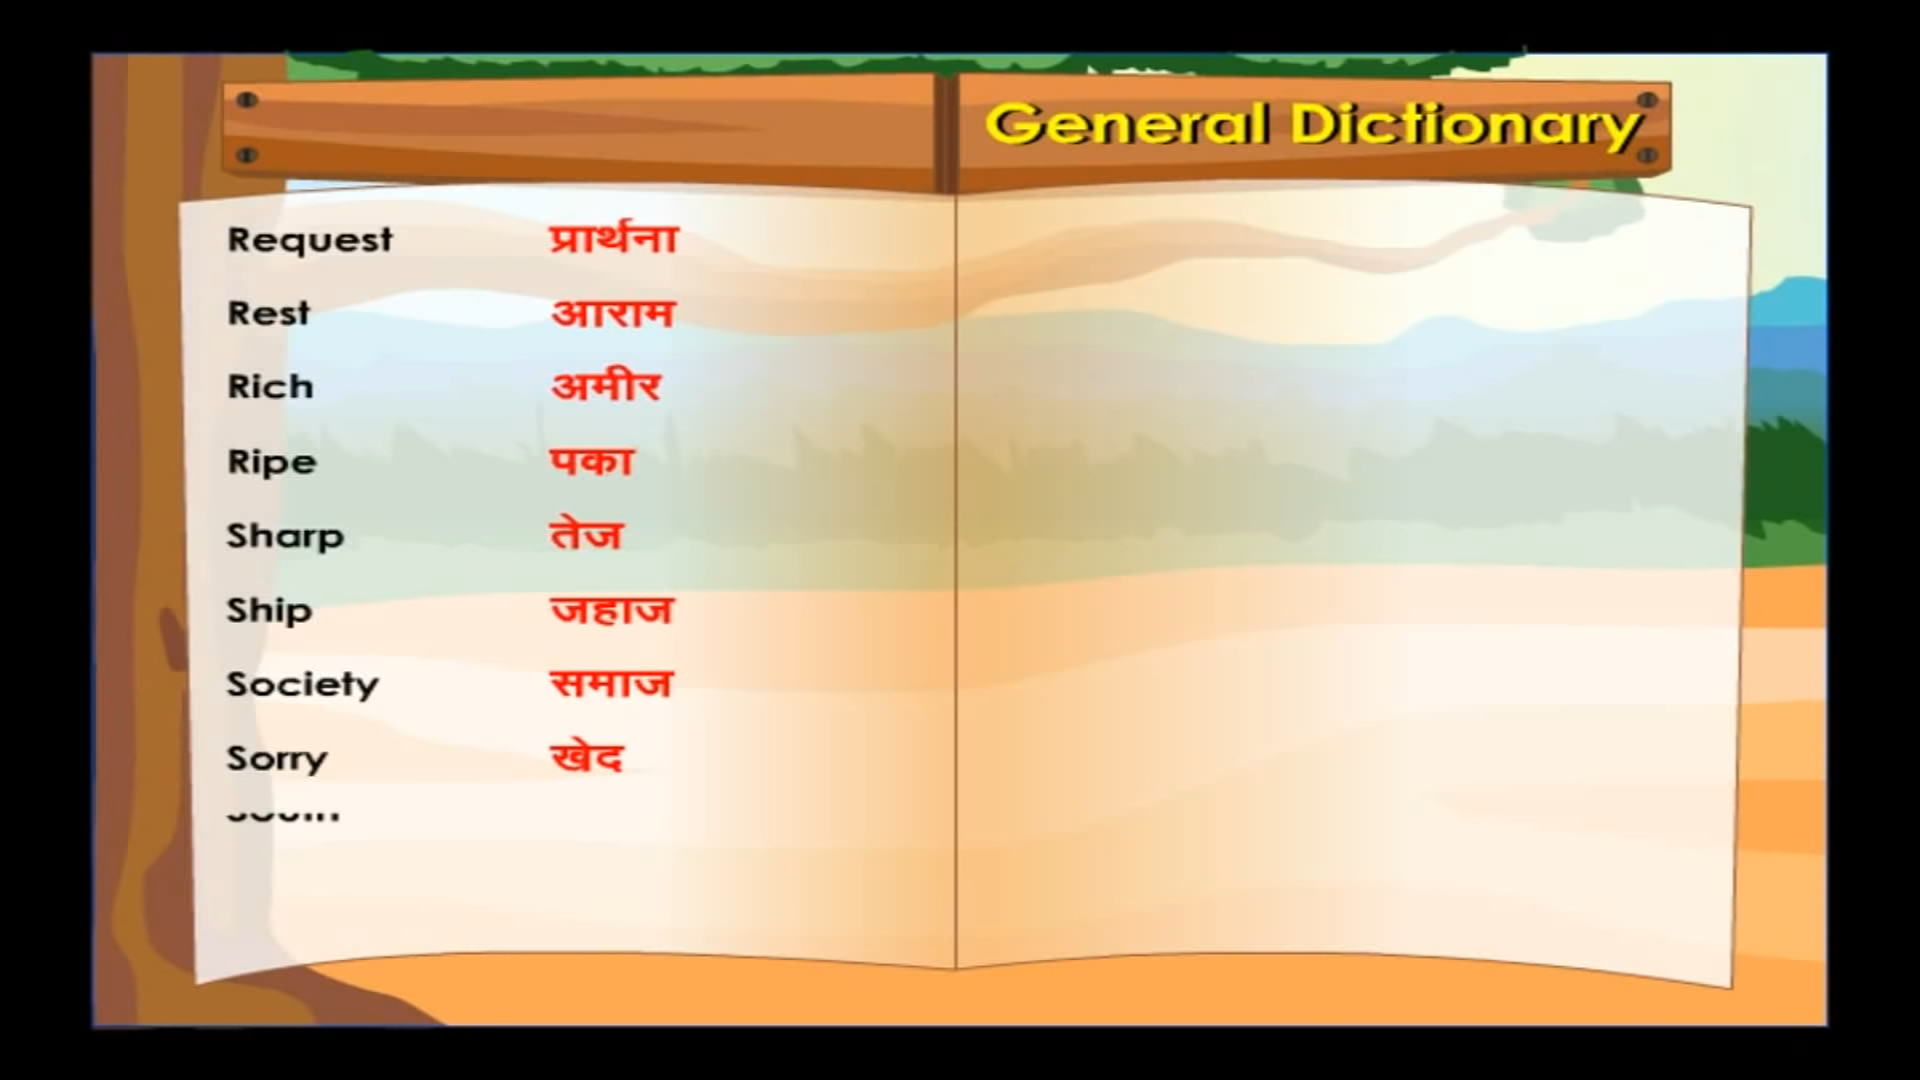 General Dictionary
Request प्रार्थना
Rest आराम
Rich अमीर
Ripe पका
Sharp तेज
Ship जहाज
Society समाज
Sorry खेद